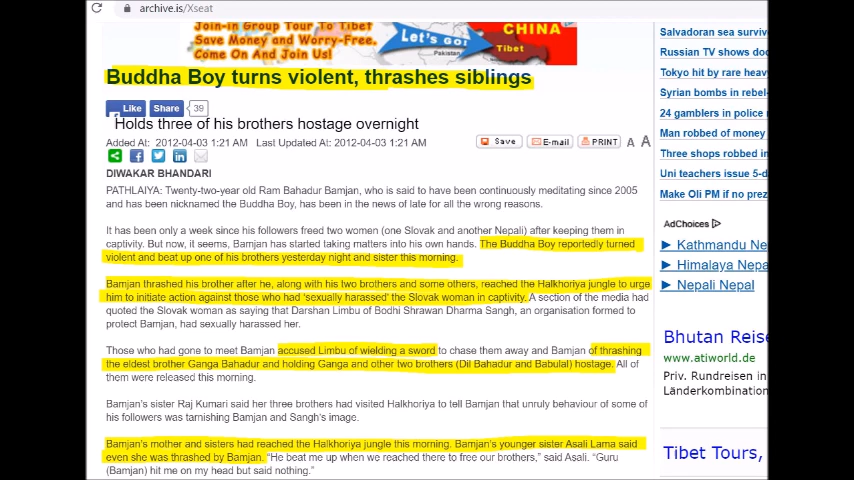 archive.is/Xseat
Join-in Group Tour To Tibet
Save Money and Worry-Free.
Come On and Join Us!
Let's Go!
CHINA
Tibet
Pakistan
Buddha Boy turns violent, thrashes siblings
Like Share 39
Holds three of his brothers hostage overnight
Added At: 2012-04-03 1:21 AM Last Updated At: 2012-04-03 1:21 AM
Save E-mail PRINT A A
DIWAKAR BHANDARI
PATHLAIYA: Twenty-two-year old Ram Bahadur Bamjan, who is said to have been continuously meditating since 2005
and has been nicknamed the Buddha Boy, has been in the news of late for all the wrong reasons.
It has been only a week since his followers freed two women (one Slovak and another Nepali) after keeping them in
captivity. But now, it seems, Bamjan has started taking matters into his own hands. The Buddha Boy reportedly turned
violent and beat up one of his brothers yesterday night and sister this morning.
Bamjan thrashed his brother after he, along with his two brothers and some others, reached the Halkhoriya jungle to urge
him to initiate action against those who had 'sexually harassed' the Slovak woman in captivity. A section of the media had
quoted the Slovak woman as saying that Darshan Limbu of Bodhi Shrawan Dharma Sangh, an organisation formed to
protect Bamjan, had sexually harassed her.
Those who had gone to meet Bamjan accused Limbu of wielding a sword to chase them away and Bamjan of thrashing
the eldest brother Ganga Bahadur and holding Ganga and other two brothers (Dil Bahadur and Babulal) hostage. All of
them were released this morning.
Bamjan's sister Raj Kumari said her three brothers had visited Halkhoriya to tell Bamjan that unruly behaviour of some of
his followers was tarnishing Bamjan and Sangh's image.
Bamjan's mother and sisters had reached the Halkhoriya jungle this morning. Bamjan's younger sister Asali Lama said
even she was thrashed by Bamjan. "He beat me up when we reached there to free our brothers," said Asali. "Guru
(Bamjan) hit me on my head but said nothing."
Salvadoran sea surviv
Russian TV shows do
Tokyo hit by rare heav
Syrian bombs in rebel-
24 gamblers in police r
Man robbed of money
Three shops robbed in
Uni teachers issue 5-d
Make Oli PM if no prez
AdChoices
Kathmandu Ne
Himalaya Nepa
Nepali Nepal
Bhutan Reise
www.atiworld.de
Priv. Rundreisen in
Tibet Tours,